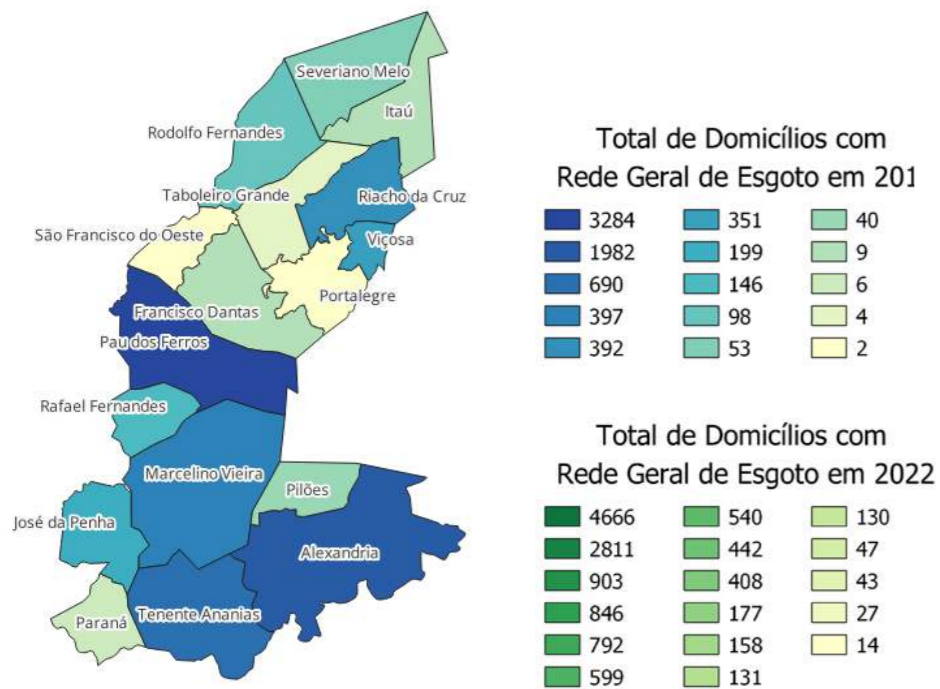 Severiano Melo
Itaú
Rodolfo Fernandes
Taboleiro Grande
Riacho da Cruz
São Francisco do Oeste
Viçosa
Portalegre
Francisco Dantas
Pau dos Ferros
Rafael Fernandes
Marcelino Vieira
Pilões
José da Penha
Alexandria
Paraná
Tenente Ananias
Total de Domicílios com
Rede Geral de Esgoto em 201
3284 351 40
1982 199 9
690 146 6
397 98 4
392 53 2
Total de Domicílios com
Rede Geral de Esgoto em 2022
4666 540 130
2811 442 47
903 408 43
846 177 27
792 158 14
599 131